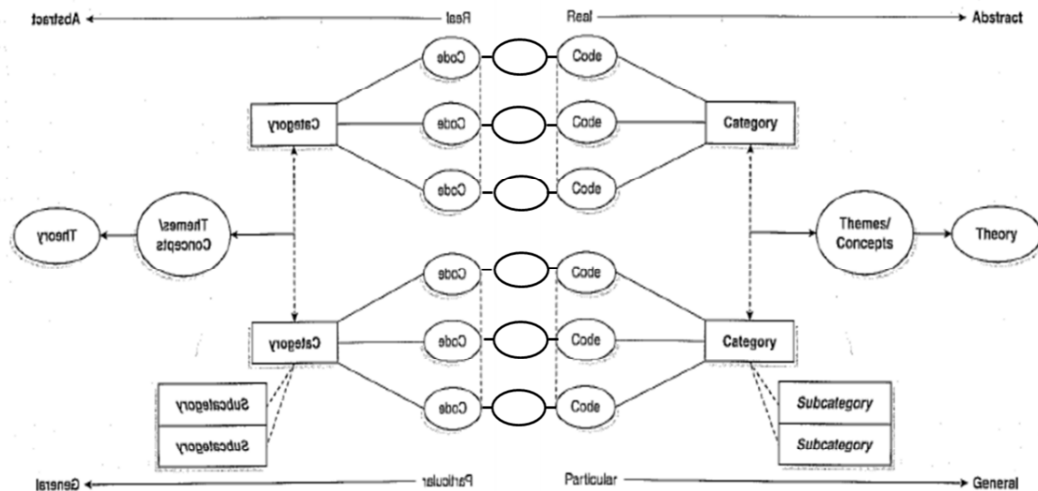 Abstract Real Real Abstract
Code Code
Category Code Code Category
Code Code
Theory Themes/ Concepts Themes/ Concepts Theory
Code Code
Category Code Code Category
Subcategory Code Code Subcategory
Subcategory Subcategory
General Particular Particular General